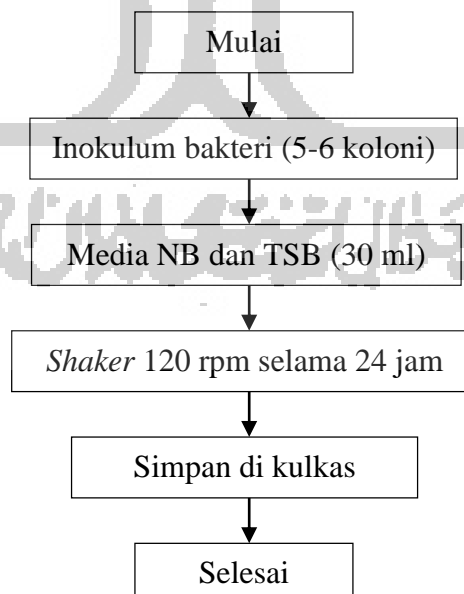 Mulai
Inokulum bakteri (5-6 koloni)
Media NB dan TSB (30 ml)
Shaker 120 rpm selama 24 jam
Simpan di kulkas
Selesai